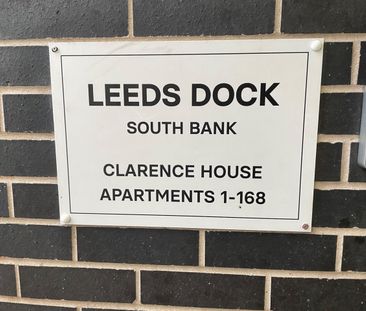 LEEDS DOCK
SOUTH BANK
CLARENCE HOUSE
APARTMENTS 1-168